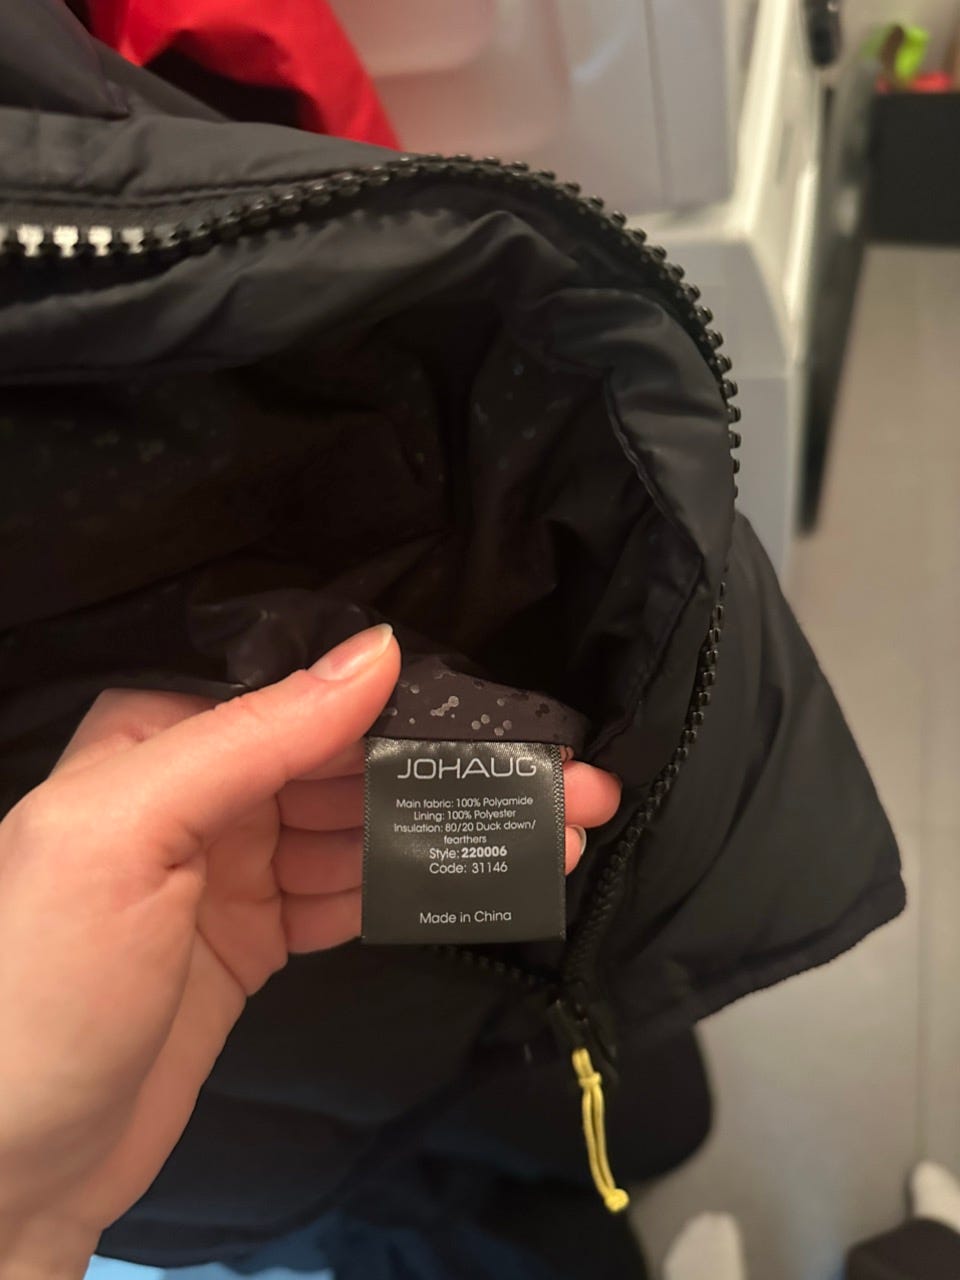 JOHAUG
Main fabric: 100% Polyamide
Lining: 100% Polyester
Insulation: 80/20 Duck down/
fearthers
Style: 220006
Code: 31146
Made in China